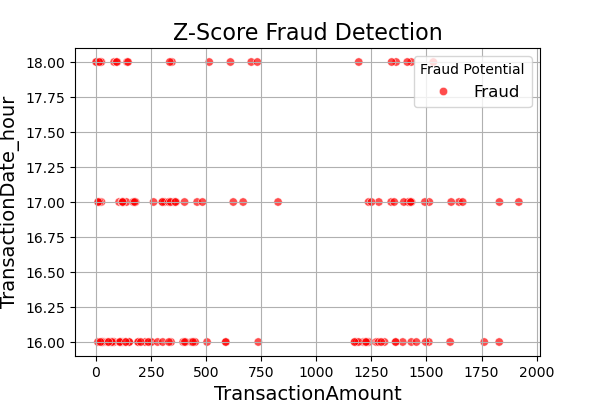 Z-Score Fraud Detection
TransactionDate_hour
18.00
17.75
17.50
17.25
17.00
16.75
16.50
16.25
16.00
Fraud Potential
Fraud
0 250 500 750 1000 1250 1500 1750 2000
TransactionAmount